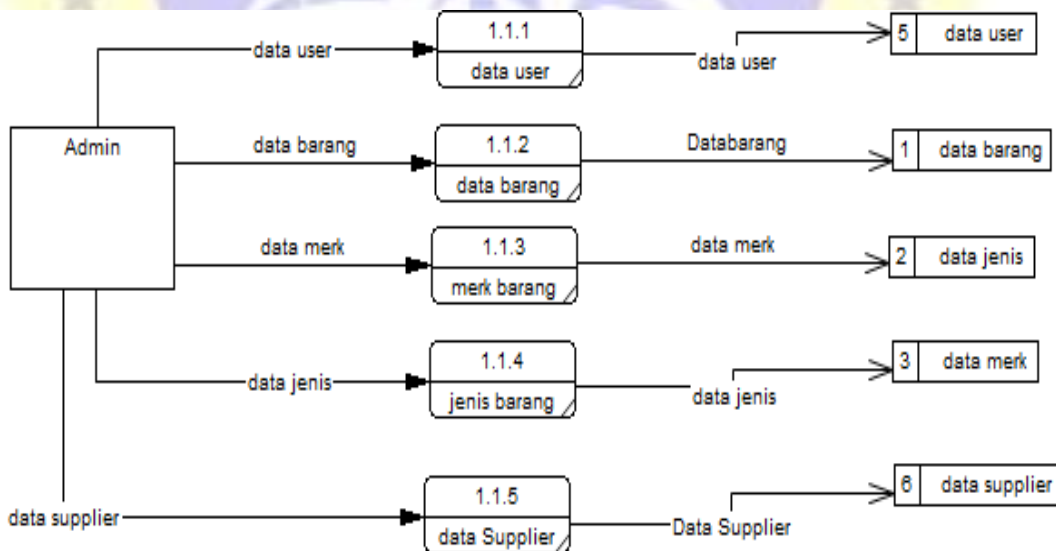 1.1.1
5
data user
data user
data user
data user
Admin
data barang
1.1.2
data barang
Databarang
1
data barang
data merk
1.1.3
merk barang
data merk
2
data jenis
data jenis
1.1.4
jenis barang
data jenis
3
data merk
data supplier
1.1.5
data Supplier
Data Supplier
6
data supplier